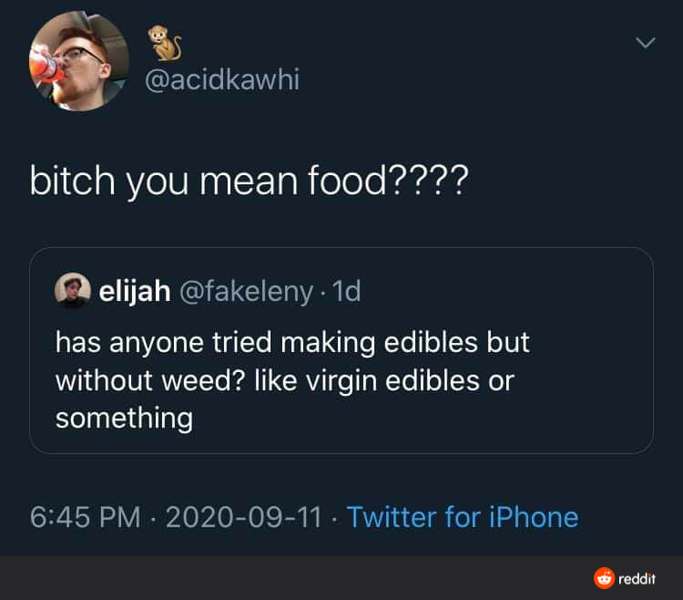 @acidkawhi
bitch you mean food????
elijah @fakeleny · 1d
has anyone tried making edibles but
without weed? like virgin edibles or
something
6:45 PM · 2020-09-11 · Twitter for iPhone
reddit